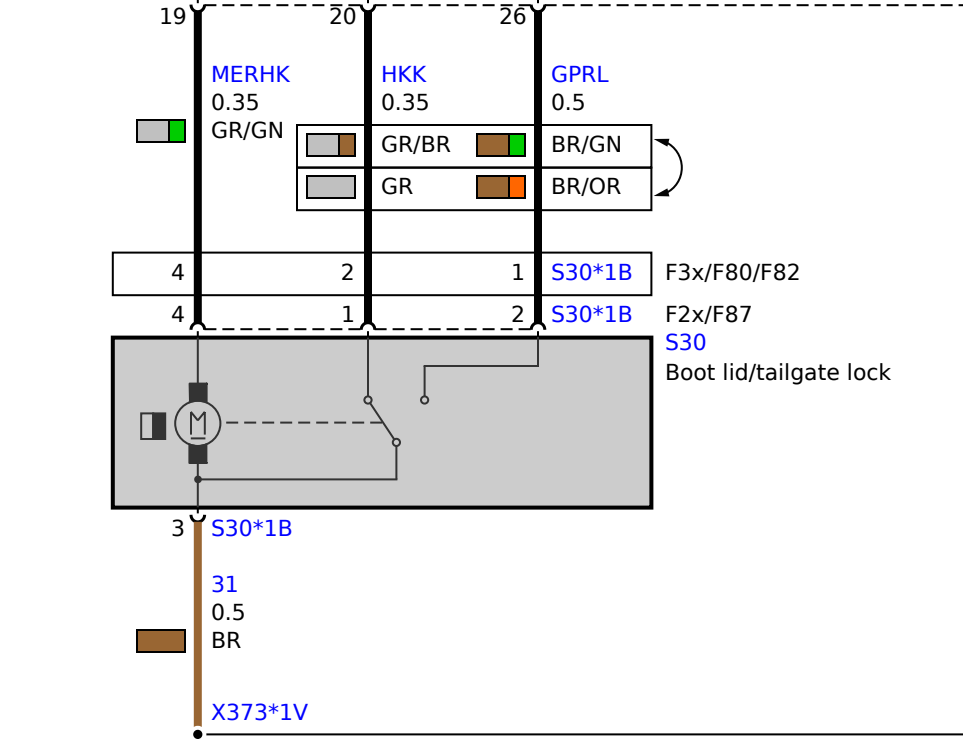 19 20 26
MERHK HKK GPRL
0.35 0.35 0.5
GR/GN GR/BR BR/GN
GR BR/OR
4 2 1 S30*1B F3x/F80/F82
4 1 2 S30*1B F2x/F87
S30
Boot lid/tailgate lock
M
3 S30*1B
31
0.5
BR
X373*1V